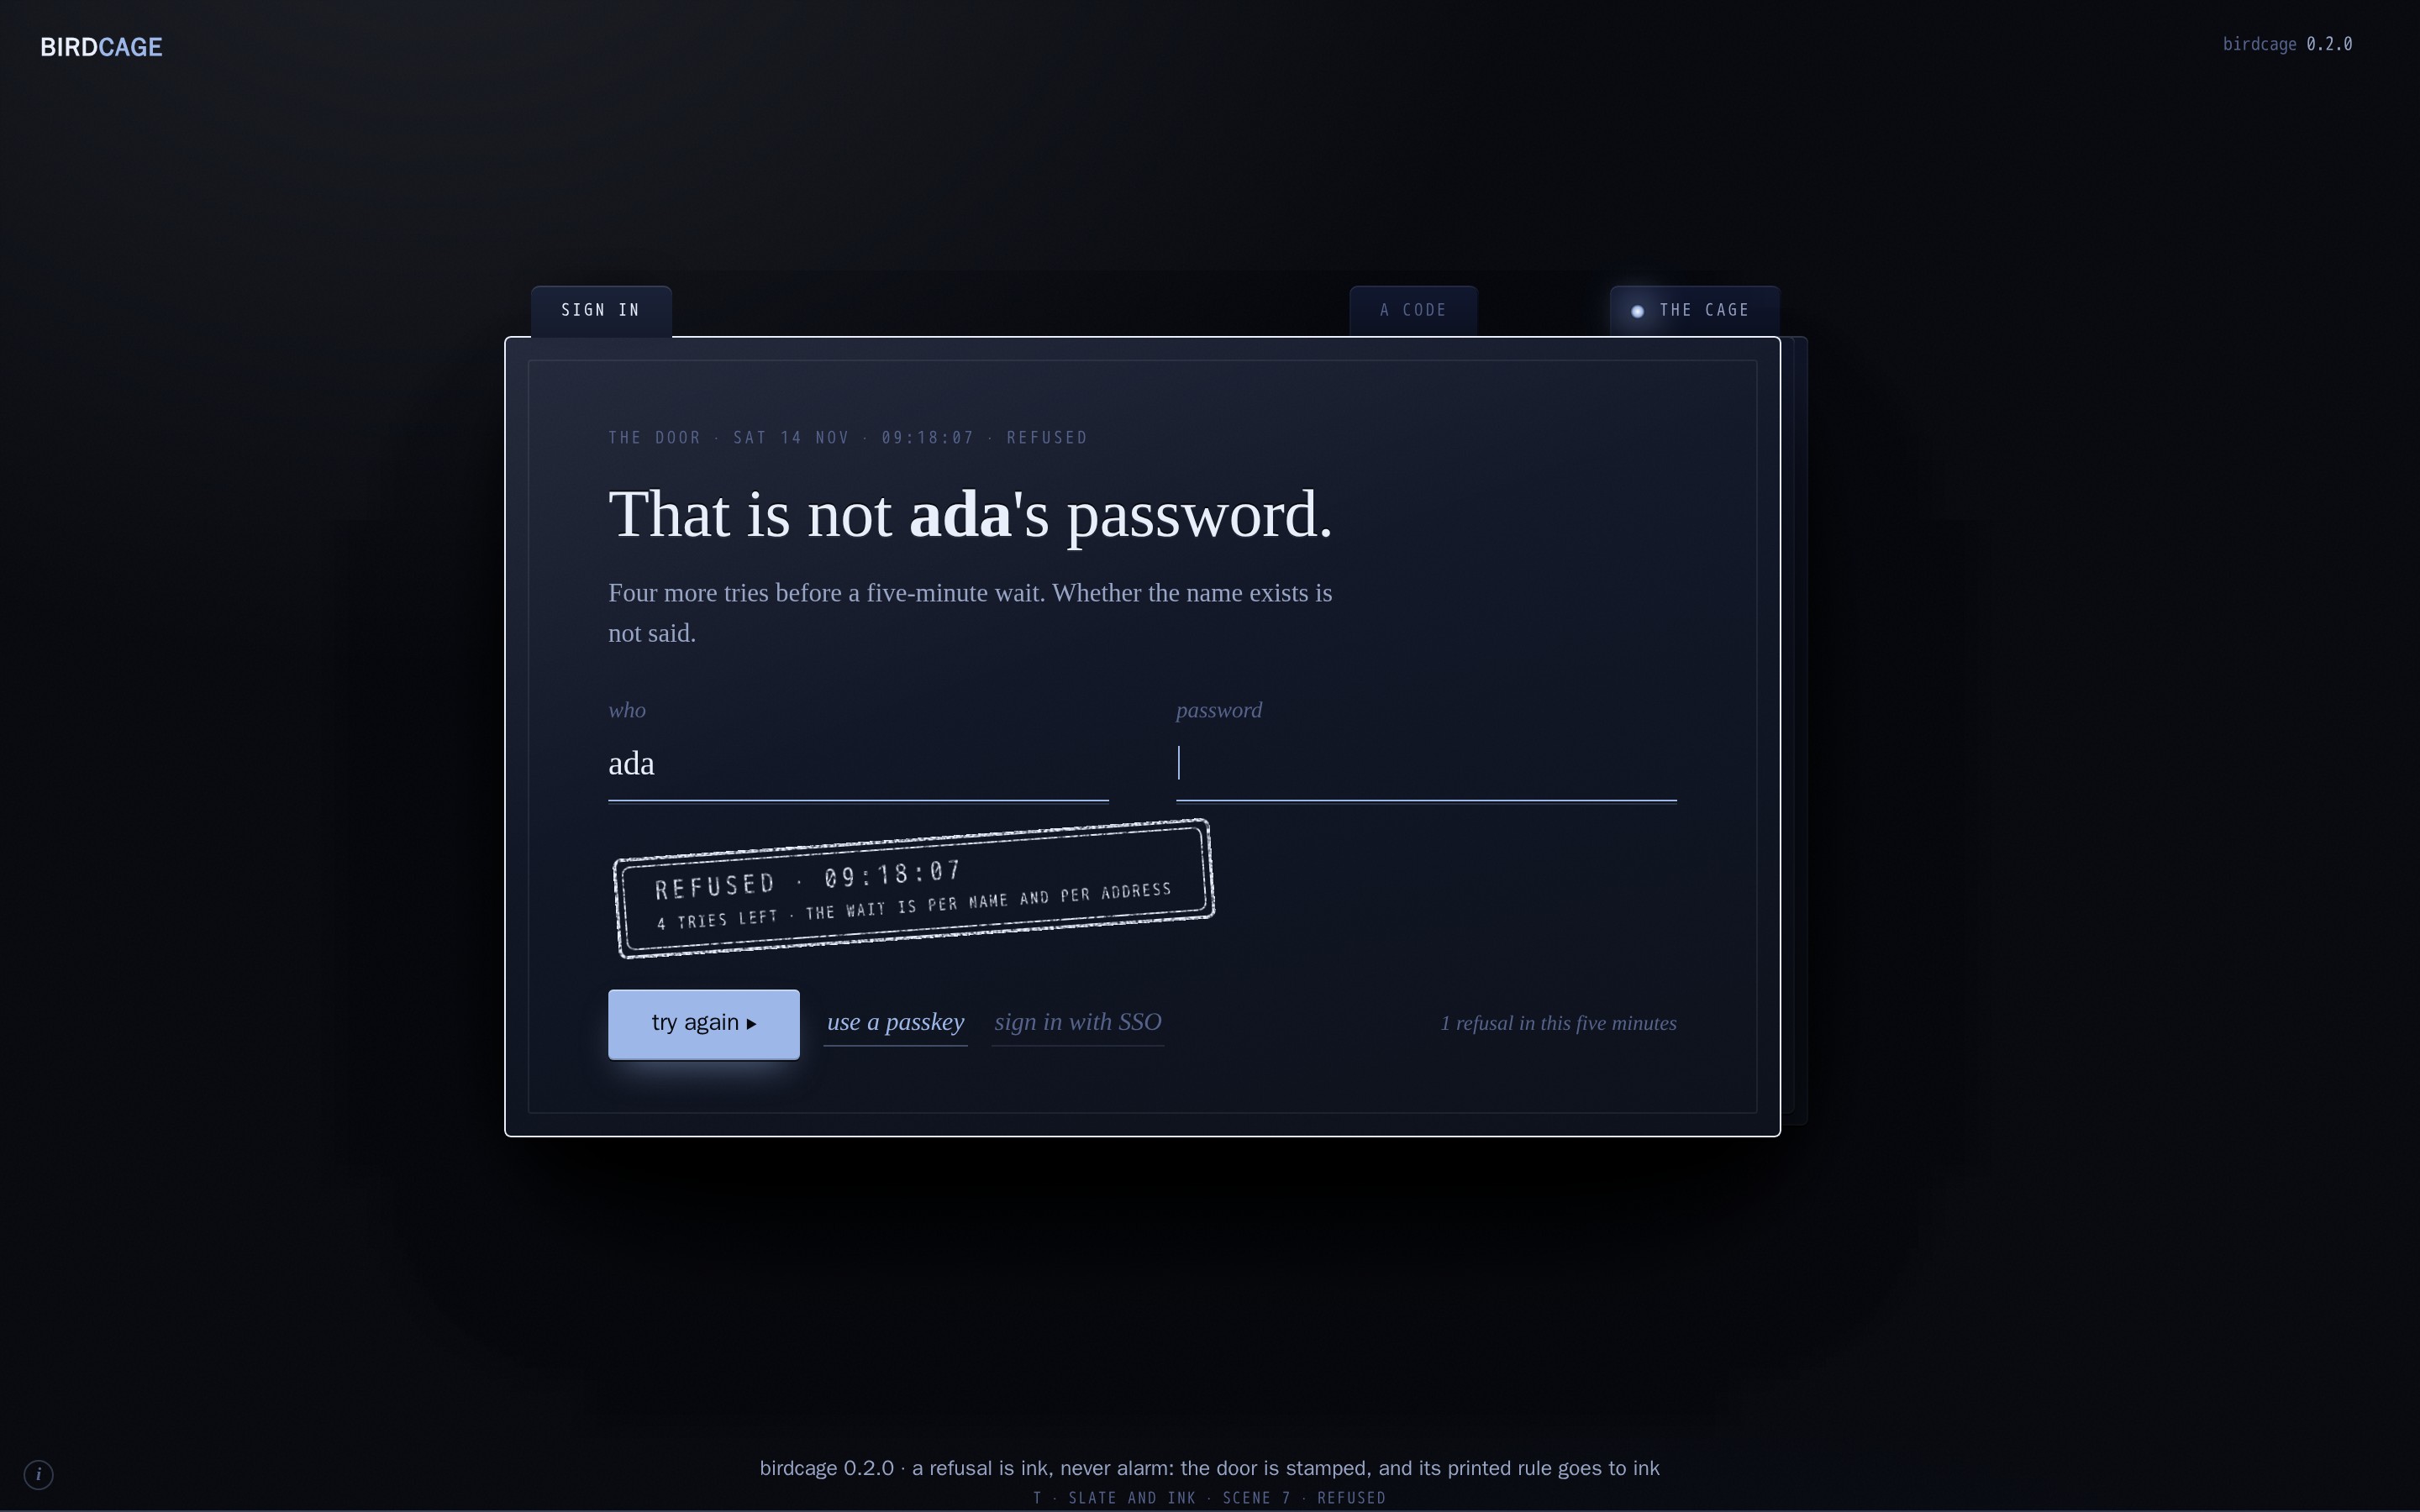 BIRDCAGE
birdcage 0.2.0
SIGN IN
A CODE
THE CAGE
THE DOOR · SAT 14 NOV · 09:18:07 · REFUSED
That is not ada's password.
Four more tries before a five-minute wait. Whether the name exists is
not said.
who
password
ada
REFUSED · 09:18:07
4 TRIES LEFT · THE WAIT IS PER NAME AND PER ADDRESS
try again ▸
use a passkey
sign in with SSO
1 refusal in this five minutes
i
birdcage 0.2.0 · a refusal is ink, never alarm: the door is stamped, and its printed rule goes to ink
T · SLATE AND INK · SCENE 7 · REFUSED